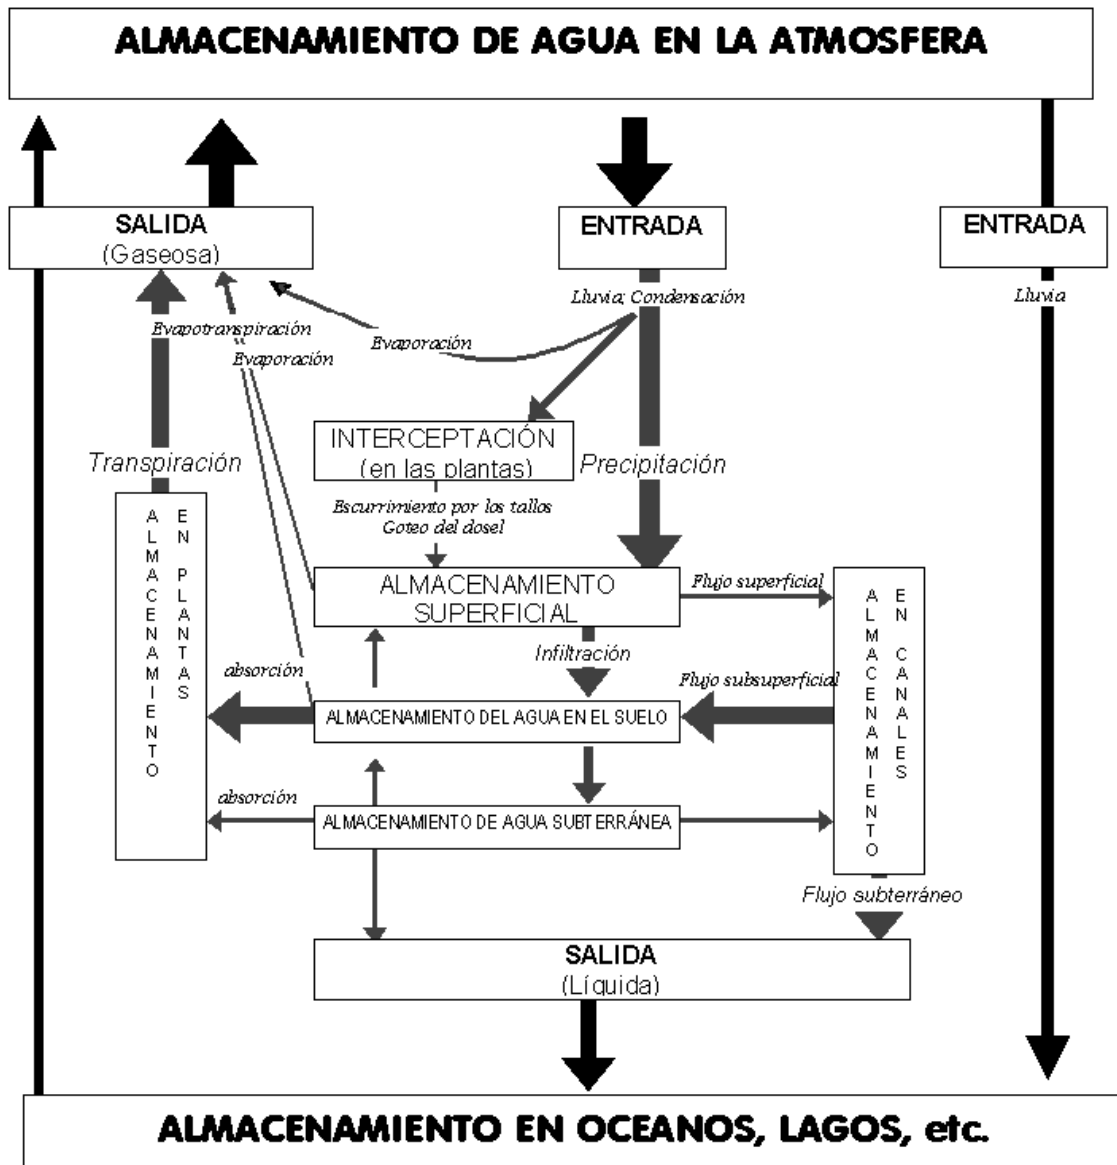 ALMACENAMIENTO DE AGUA EN LA ATMOSFERA
SALIDA
(Gaseosa)
ENTRADA
ENTRADA
Lluvia; Condensación
Lluvia
Evapotranspiración
Evaporación
Evaporación
INTERCEPTACIÓN
(en las plantas)
Transpiración
Precipitación
Escurrimiento por los tallos
Goteo del dosel
ALMACENAMIENTO
EN PLANTAS
ALMACENAMIENTO
SUPERFICIAL
Flujo superficial
ALMACENAMIENTO
EN CANALES
Infiltración
absorción
Flujo subsuperficial
ALMACENAMIENTO DEL AGUA EN EL SUELO
absorción
ALMACENAMIENTO DE AGUA SUBTERRÁNEA
Flujo subterráneo
SALIDA
(Líquida)
ALMACENAMIENTO EN OCEANOS, LAGOS, etc.